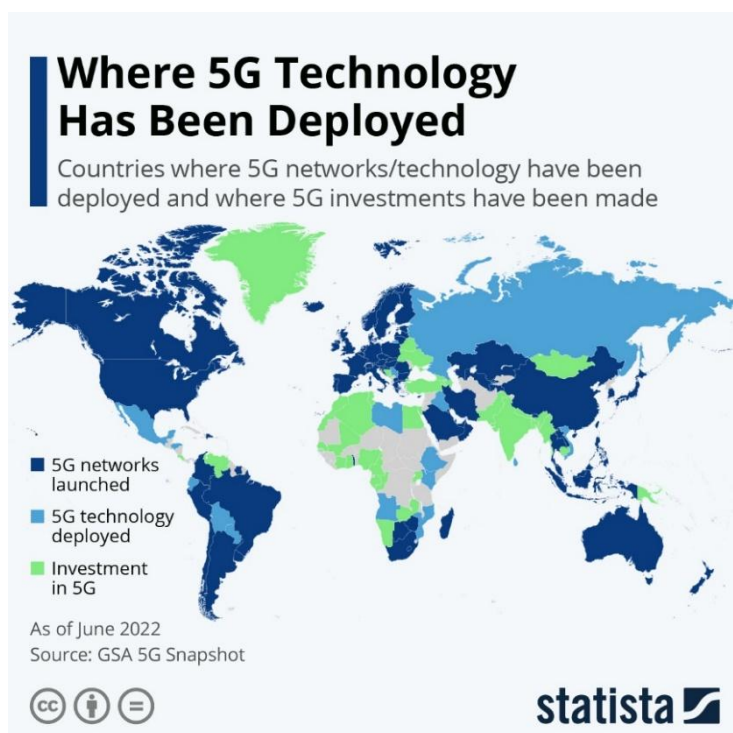 Where 5G Technology
Has Been Deployed
Countries where 5G networks/technology have been
deployed and where 5G investments have been made
5G networks
launched
5G technology
deployed
Investment
in 5G
As of June 2022
Source: GSA 5G Snapshot
cc
statista